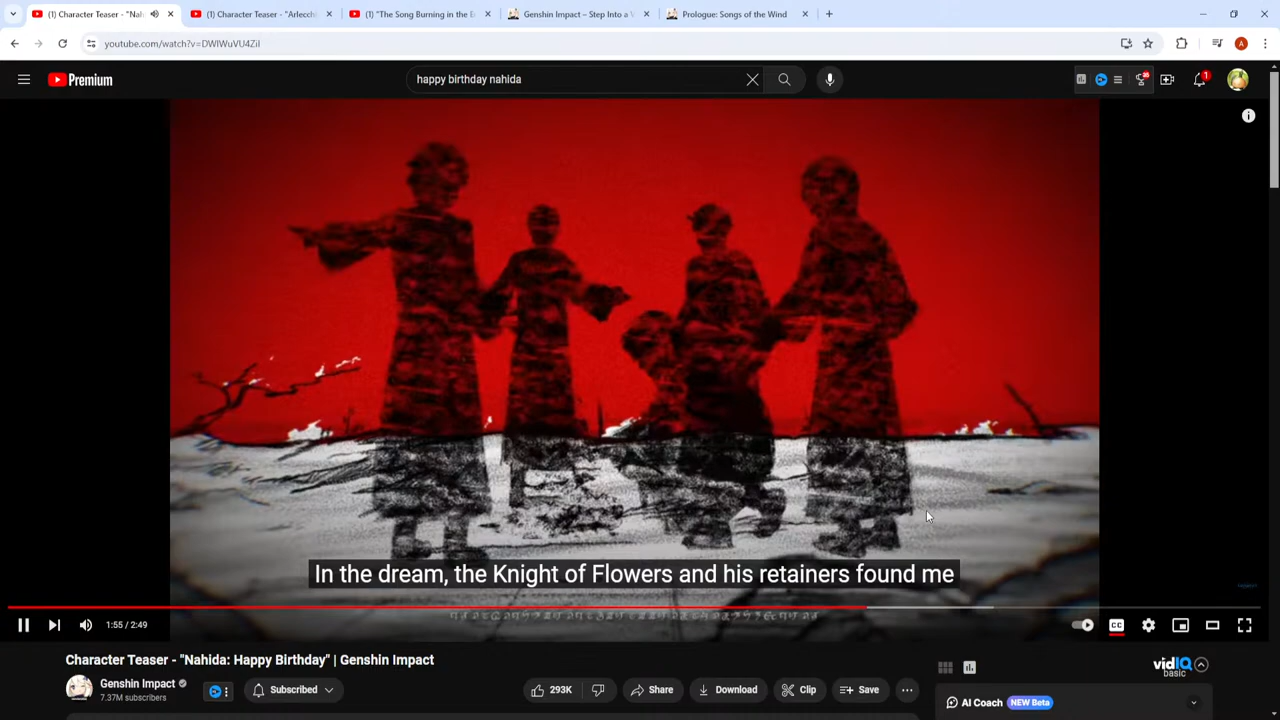 (1) Character Teaser - "Nah
(1) Character Teaser - "Arlecch
(1) "The Song Burning in the E
Genshin Impact – Step Into a V
Prologue: Songs of the Wind
youtube.com/watch?v=DWIWuVU4ZiI
Premium
happy birthday nahida
In the dream, the Knight of Flowers and his retainers found me
1:55 / 2:49
CC
Character Teaser - "Nahida: Happy Birthday" | Genshin Impact
Genshin Impact
7.37M subscribers
Subscribed
293K
Share
Download
Clip
Save
vidIQ
basic
AI Coach
NEW Beta